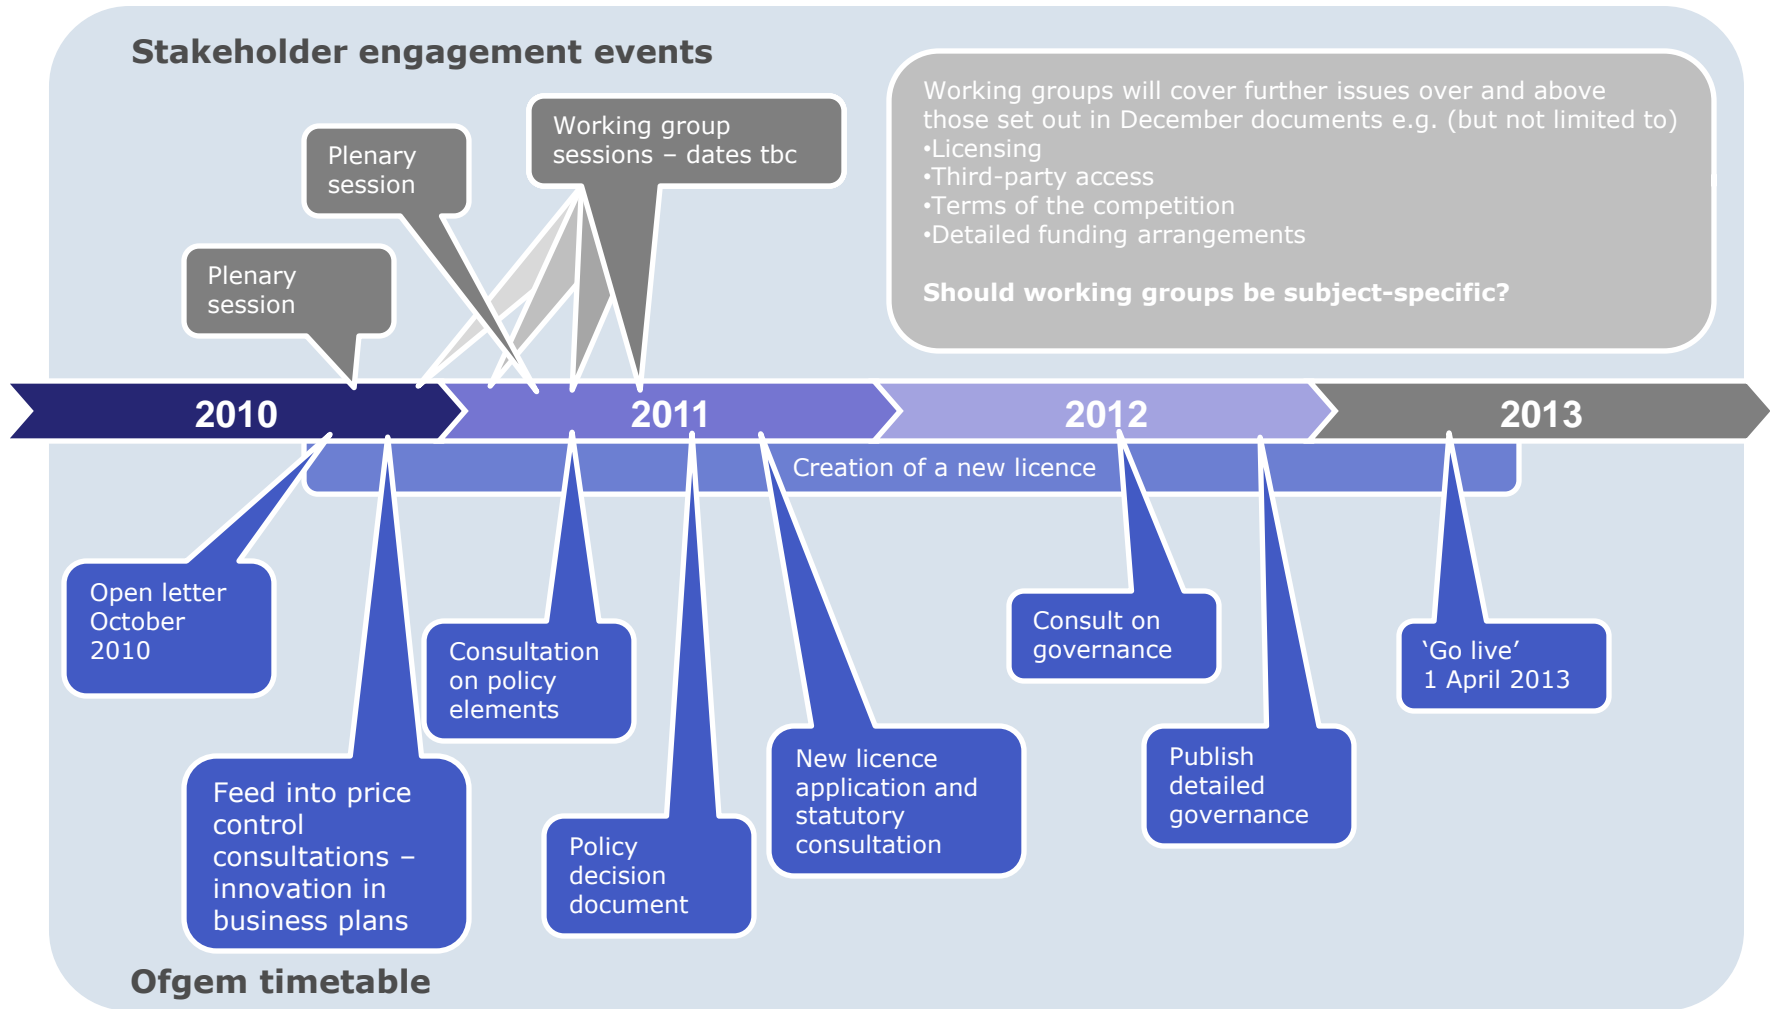 Stakeholder engagement events
Working group
sessions – dates tbc
Plenary
session
Plenary
session
Working groups will cover further issues over and above
those set out in December documents e.g. (but not limited to)
•Licensing
•Third-party access
•Terms of the competition
•Detailed funding arrangements
Should working groups be subject-specific?
2010
2011
2012
2013
Creation of a new licence
Open letter
October
2010
Feed into price
control
consultations –
innovation in
business plans
Consultation
on policy
elements
Policy
decision
document
New licence
application and
statutory
consultation
Consult on
governance
Publish
detailed
governance
‘Go live’
1 April 2013
Ofgem timetable